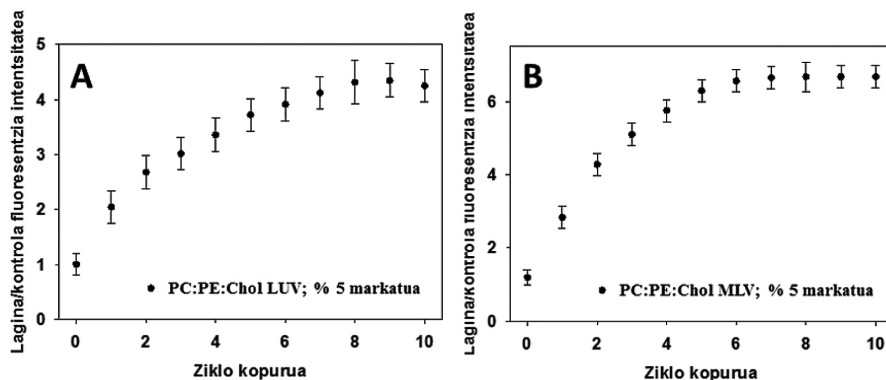 A
Lagina/kontrola fluoresentzia intentsitatea
5
4
3
2
1
0
PC:PE:Chol LUV; % 5 markatua
0 2 4 6 8 10
Ziklo kopurua
B
Lagina/kontrola fluoresentzia intentsitatea
6
4
2
0
PC:PE:Chol MLV; % 5 markatua
0 2 4 6 8 10
Ziklo kopurua